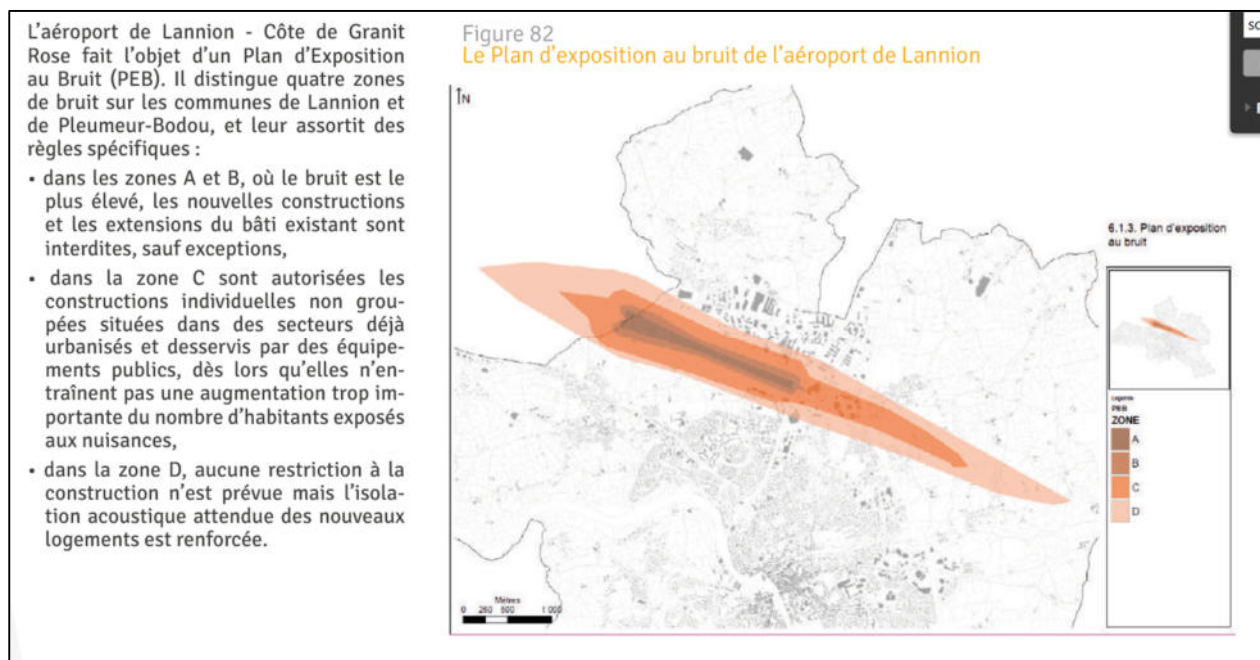 L’aéroport de Lannion - Côte de Granit
Rose fait l’objet d’un Plan d’Exposition
au Bruit (PEB). Il distingue quatre zones
de bruit sur les communes de Lannion et
de Pleumeur-Bodou, et leur assortit des
règles spécifiques :
• dans les zones A et B, où le bruit est le
plus élevé, les nouvelles constructions
et les extensions du bâti existant sont
interdites, sauf exceptions,
• dans la zone C sont autorisées les
constructions individuelles non grou-
pées situées dans des secteurs déjà
urbanisés et desservis par des équipe-
ments publics, dès lors qu’elles n’en-
traînent pas une augmentation trop im-
portante du nombre d’habitants exposés
aux nuisances,
• dans la zone D, aucune restriction à la
construction n’est prévue mais l’isola-
tion acoustique attendue des nouveaux
logements est renforcée.
Figure 82
Le Plan d’exposition au bruit de l’aéroport de Lannion
N
6.1.3. Plan d’exposition
au bruit
PEB
ZONE
A
B
C
D
Mètres
0 250 500 1 000